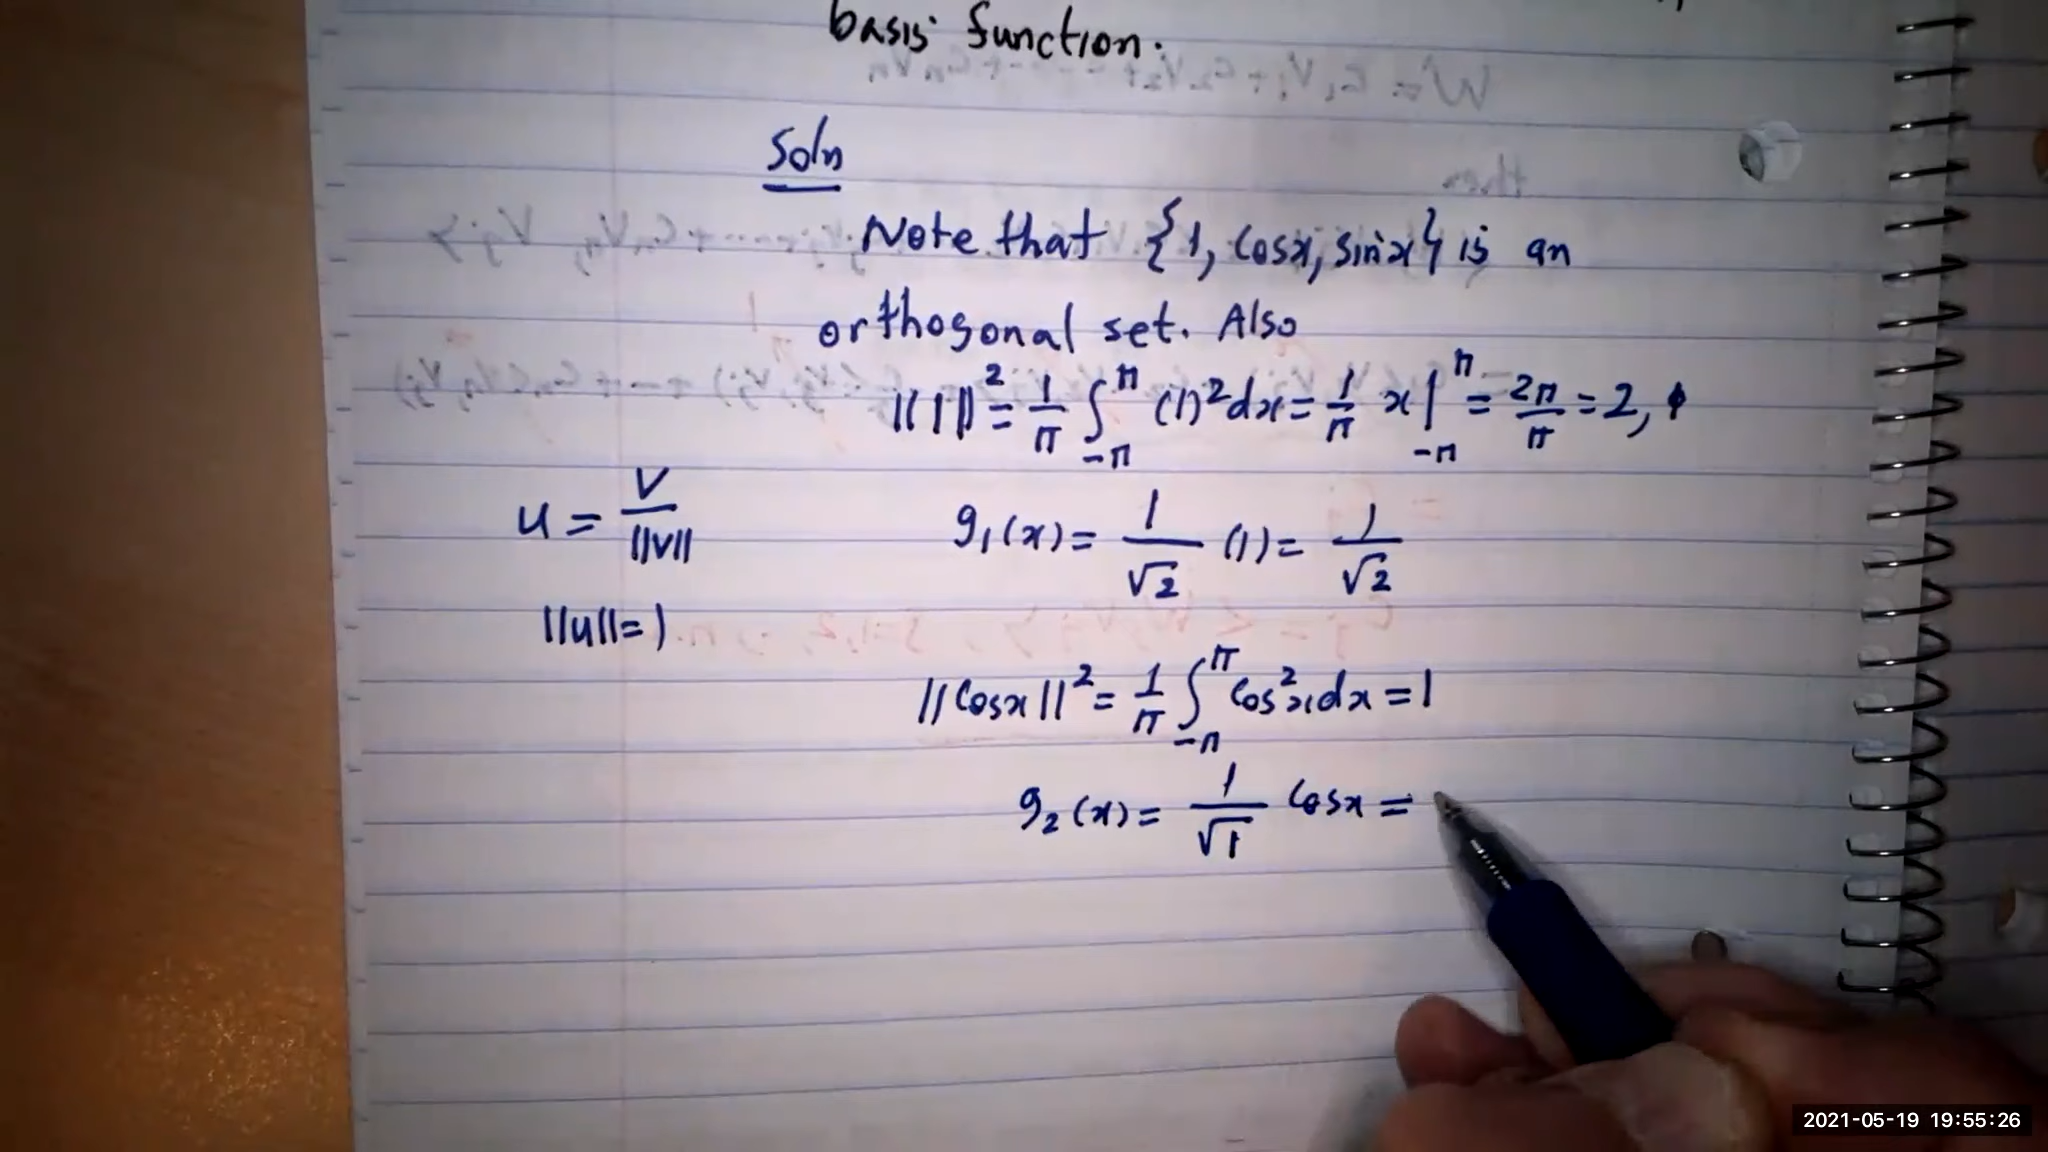 basis function.
Soln
Note that {1, cosx, sinx} is an
orthogonal set. Also
||1||² = 1/π ∫_{-π}^{π} (1)² dx = 1/π x|_{-π}^{π} = 2π/π = 2,
u = v/||v||
g₁(x) = 1/√2 (1) = 1/√2
||u|| = 1
||Cosx||² = 1/π ∫_{-π}^{π} Cos²x dx = 1
g₂(x) = 1/√1 Cosx =
2021-05-19 19:55:26